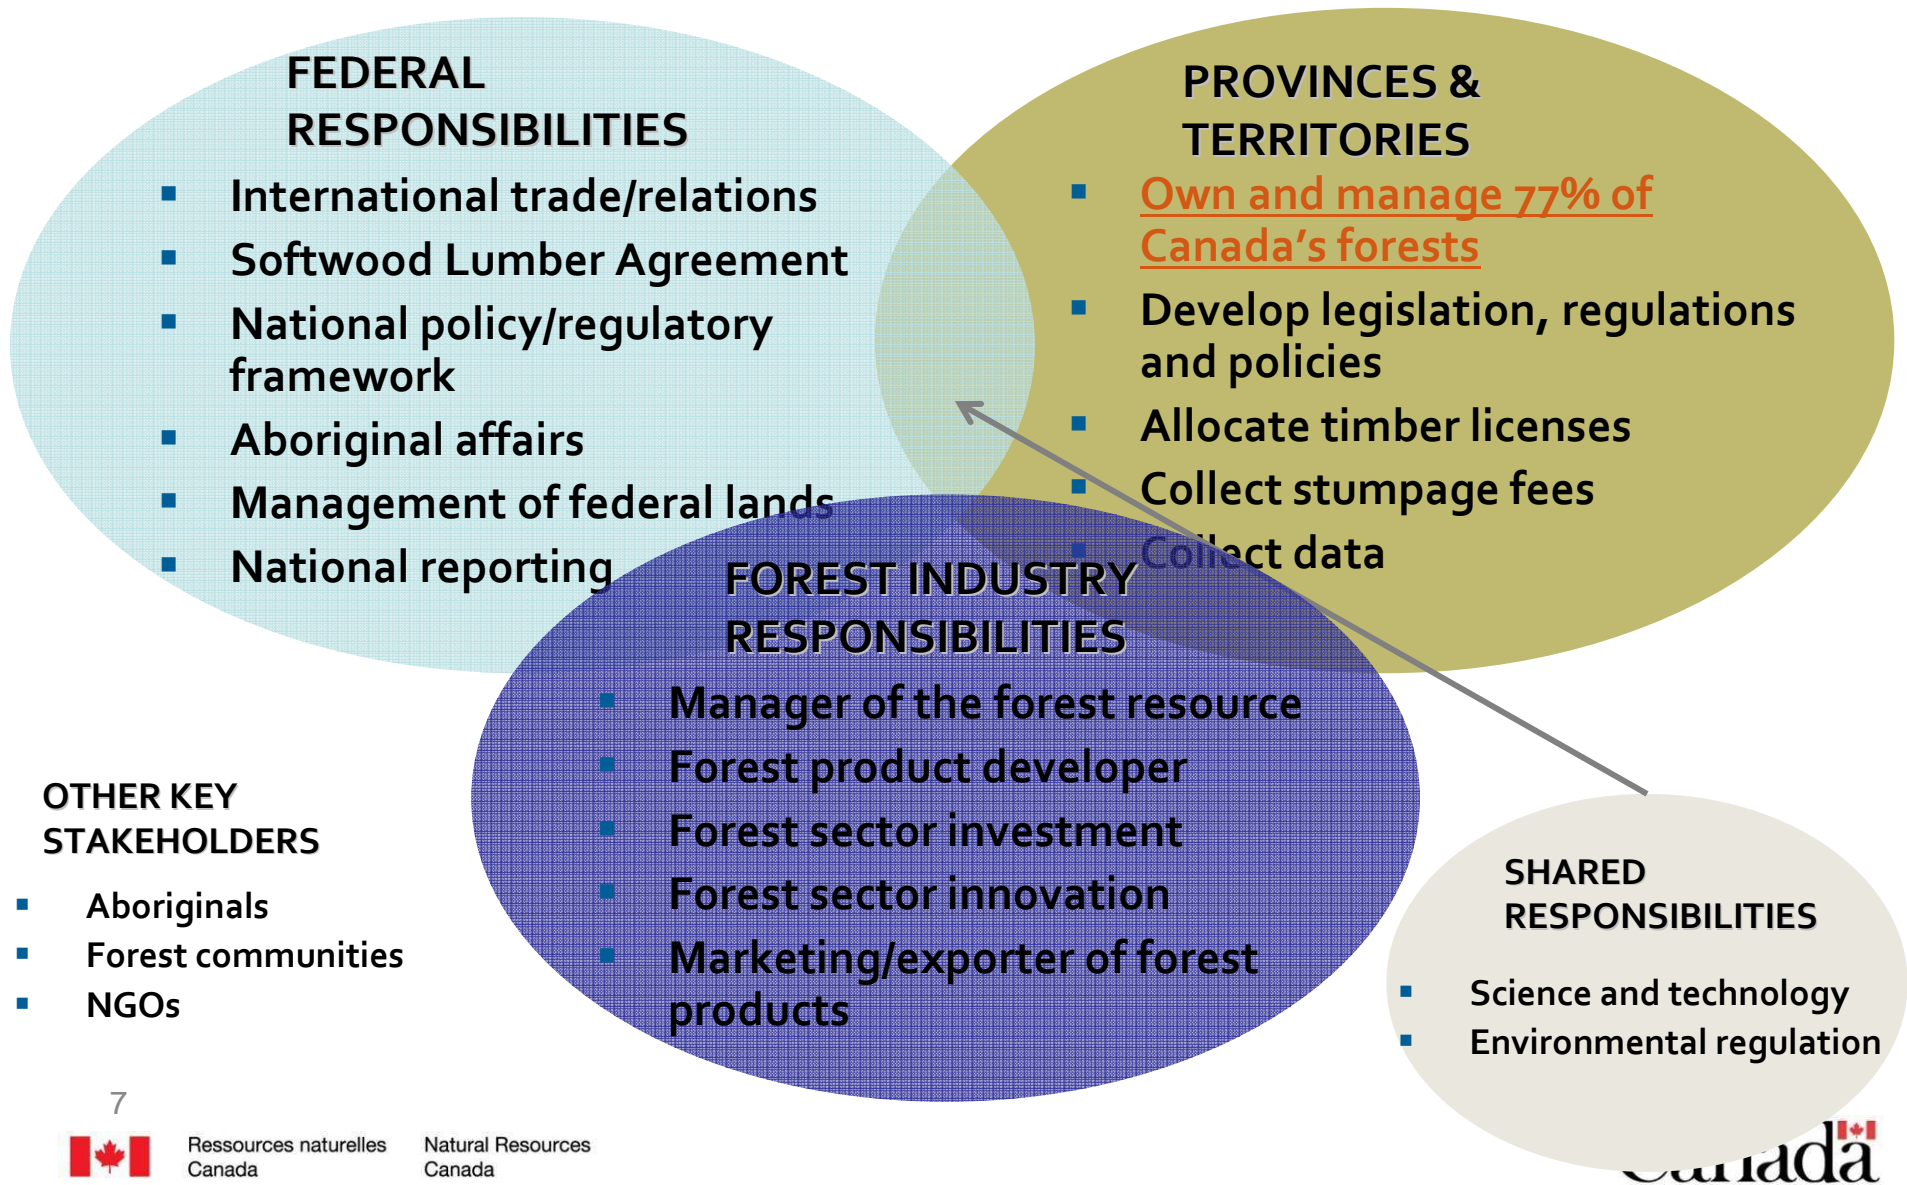 FEDERAL
RESPONSIBILITIES
▪ International trade/relations
▪ Softwood Lumber Agreement
▪ National policy/regulatory
framework
▪ Aboriginal affairs
▪ Management of federal lands
▪ National reporting
PROVINCES &
TERRITORIES
▪ Own and manage 77% of
Canada’s forests
▪ Develop legislation, regulations
and policies
▪ Allocate timber licenses
▪ Collect stumpage fees
▪ Collect data
FOREST INDUSTRY
RESPONSIBILITIES
▪ Manager of the forest resource
▪ Forest product developer
▪ Forest sector investment
▪ Forest sector innovation
▪ Marketing/exporter of forest
products
OTHER KEY
STAKEHOLDERS
▪ Aboriginals
▪ Forest communities
▪ NGOs
SHARED
RESPONSIBILITIES
▪ Science and technology
▪ Environmental regulation
7
Ressources naturelles
Canada
Natural Resources
Canada
Canada